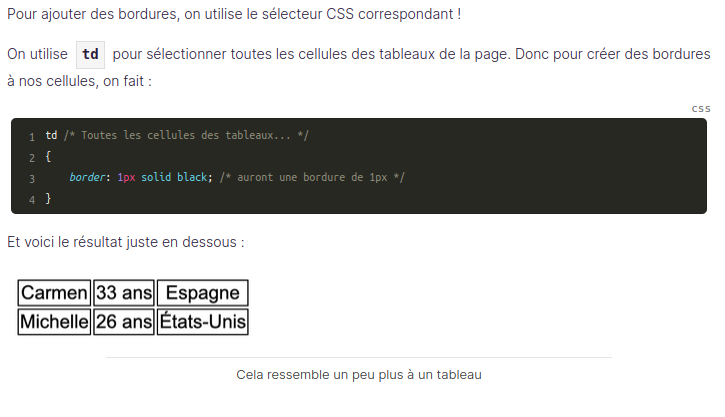 Pour ajouter des bordures, on utilise le sélecteur CSS correspondant !
On utilise td pour sélectionner toutes les cellules des tableaux de la page. Donc pour créer des bordures
à nos cellules, on fait :
css
1 td /* Toutes les cellules des tableaux... */
2 {
3 border: 1px solid black; /* auront une bordure de 1px */
4 }
Et voici le résultat juste en dessous :
Carmen 33 ans Espagne
Michelle 26 ans États-Unis
Cela ressemble un peu plus à un tableau